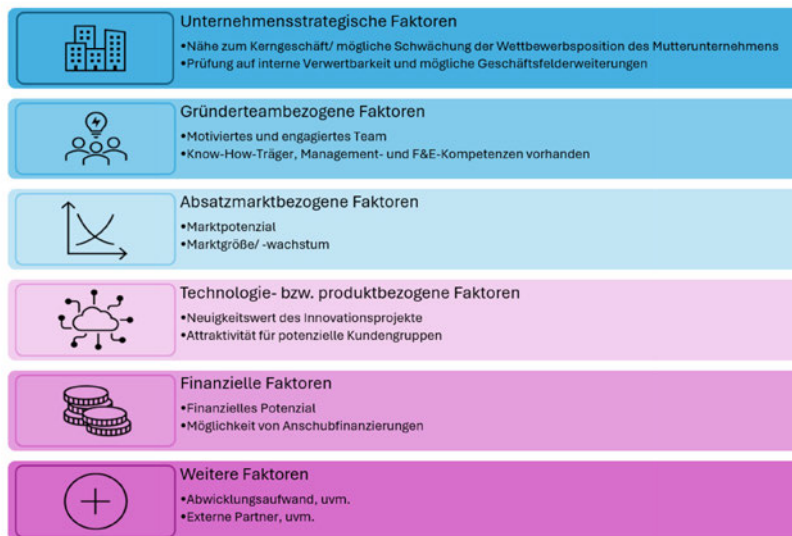 Unternehmensstrategische Faktoren
•Nähe zum Kerngeschäft/ mögliche Schwächung der Wettbewerbsposition des Mutterunternehmens
•Prüfung auf interne Verwertbarkeit und mögliche Geschäftsfelderweiterungen
Gründerteambezogene Faktoren
•Motiviertes und engagiertes Team
•Know-How-Träger, Management- und F&E-Kompetenzen vorhanden
Absatzmarktbezogene Faktoren
•Marktpotenzial
•Marktgröße/ -wachstum
Technologie- bzw. produktbezogene Faktoren
•Neuigkeitswert des Innovationsprojekte
•Attraktivität für potenzielle Kundengruppen
Finanzielle Faktoren
•Finanzielles Potenzial
•Möglichkeit von Anschubfinanzierungen
Weitere Faktoren
•Abwicklungsaufwand, uvm.
•Externe Partner, uvm.